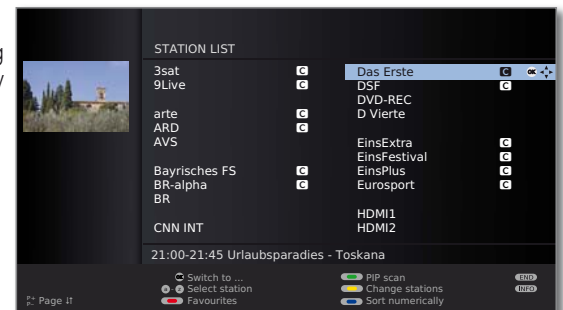 STATION LIST
3sat C
9Live C
arte C
ARD C
AVS
Bayrisches FS C
BR-alpha C
BR
CNN INT
Das Erste C OK
DSF C
DVD-REC
D Vierte
EinsExtra C
EinsFestival C
EinsPlus C
Eurosport C
HDMI1
HDMI2
21:00-21:45 Urlaubsparadies - Toskana
OK Switch to ...
Select station
Favourites
PIP scan
Change stations
Sort numerically
END
INFO
P+
P– Page
g
y